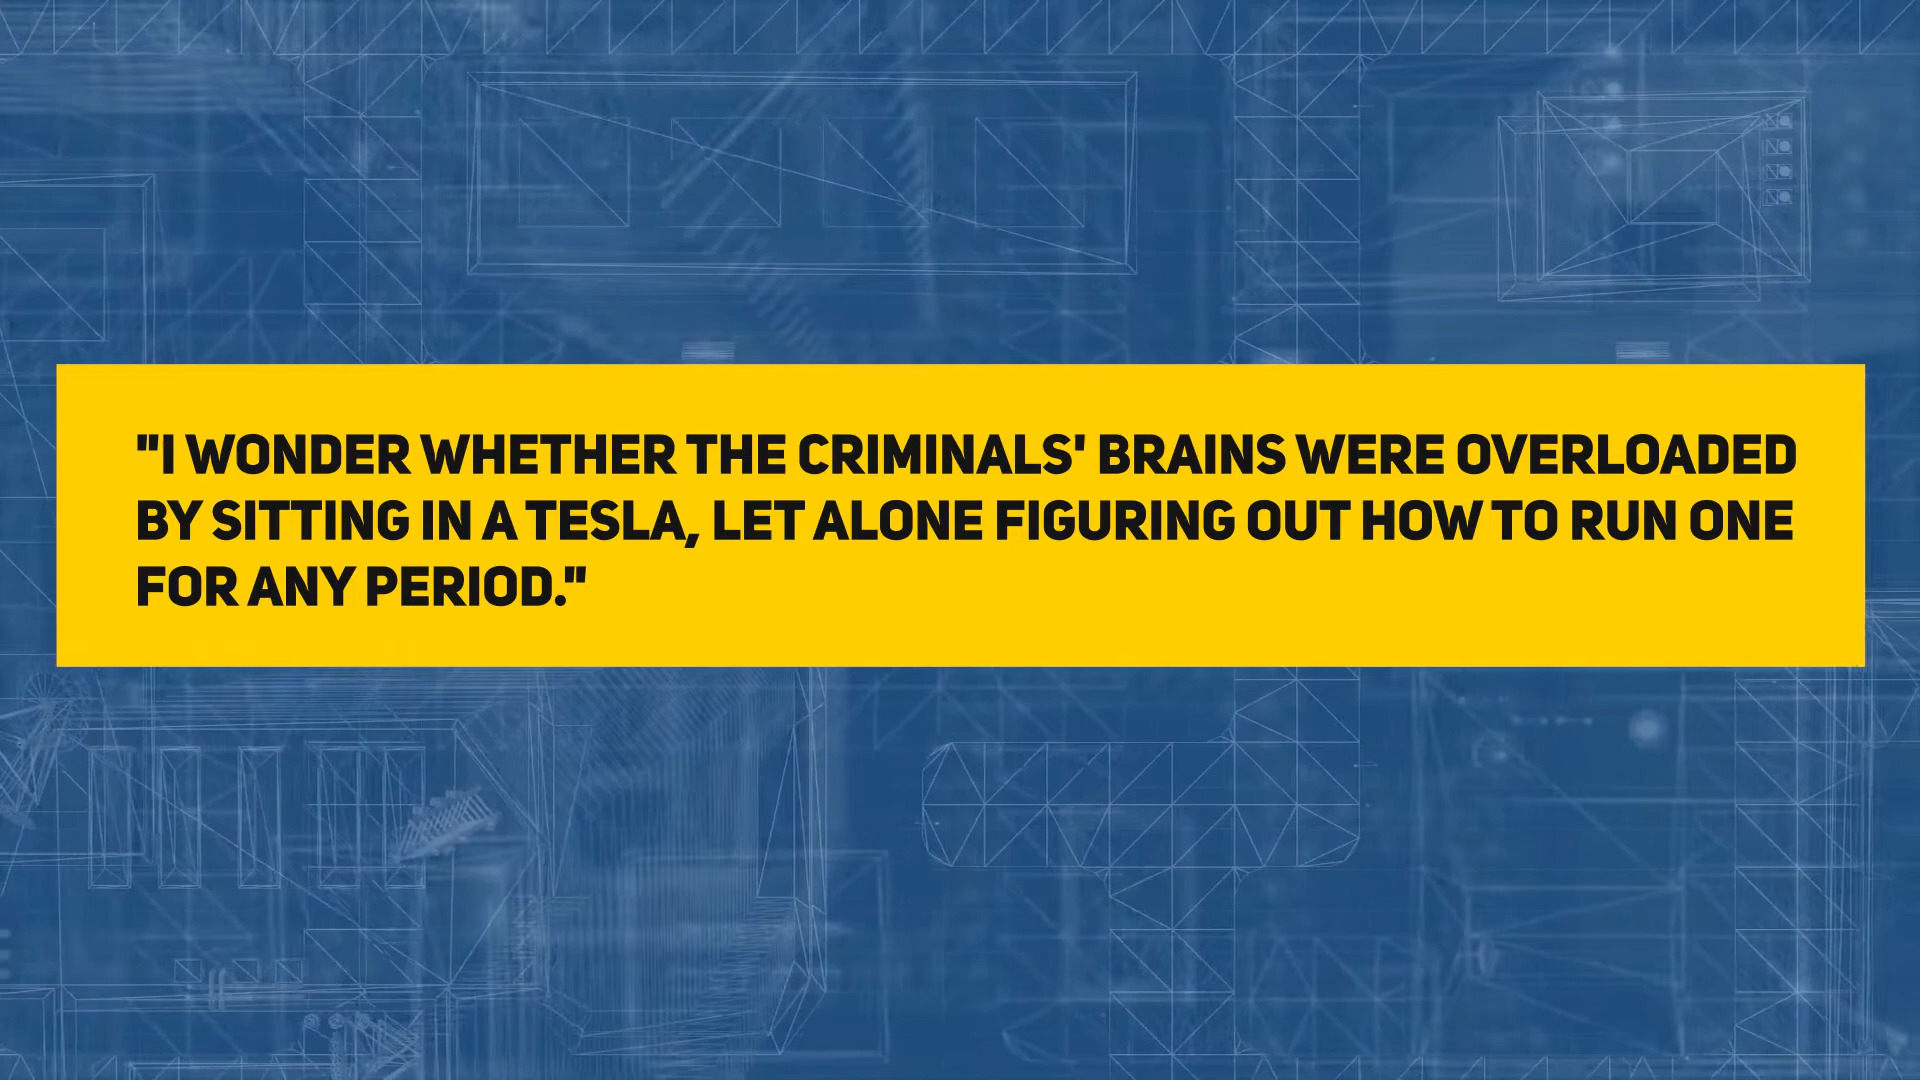 "I WONDER WHETHER THE CRIMINALS' BRAINS WERE OVERLOADED
BY SITTING IN A TESLA, LET ALONE FIGURING OUT HOW TO RUN ONE
FOR ANY PERIOD."